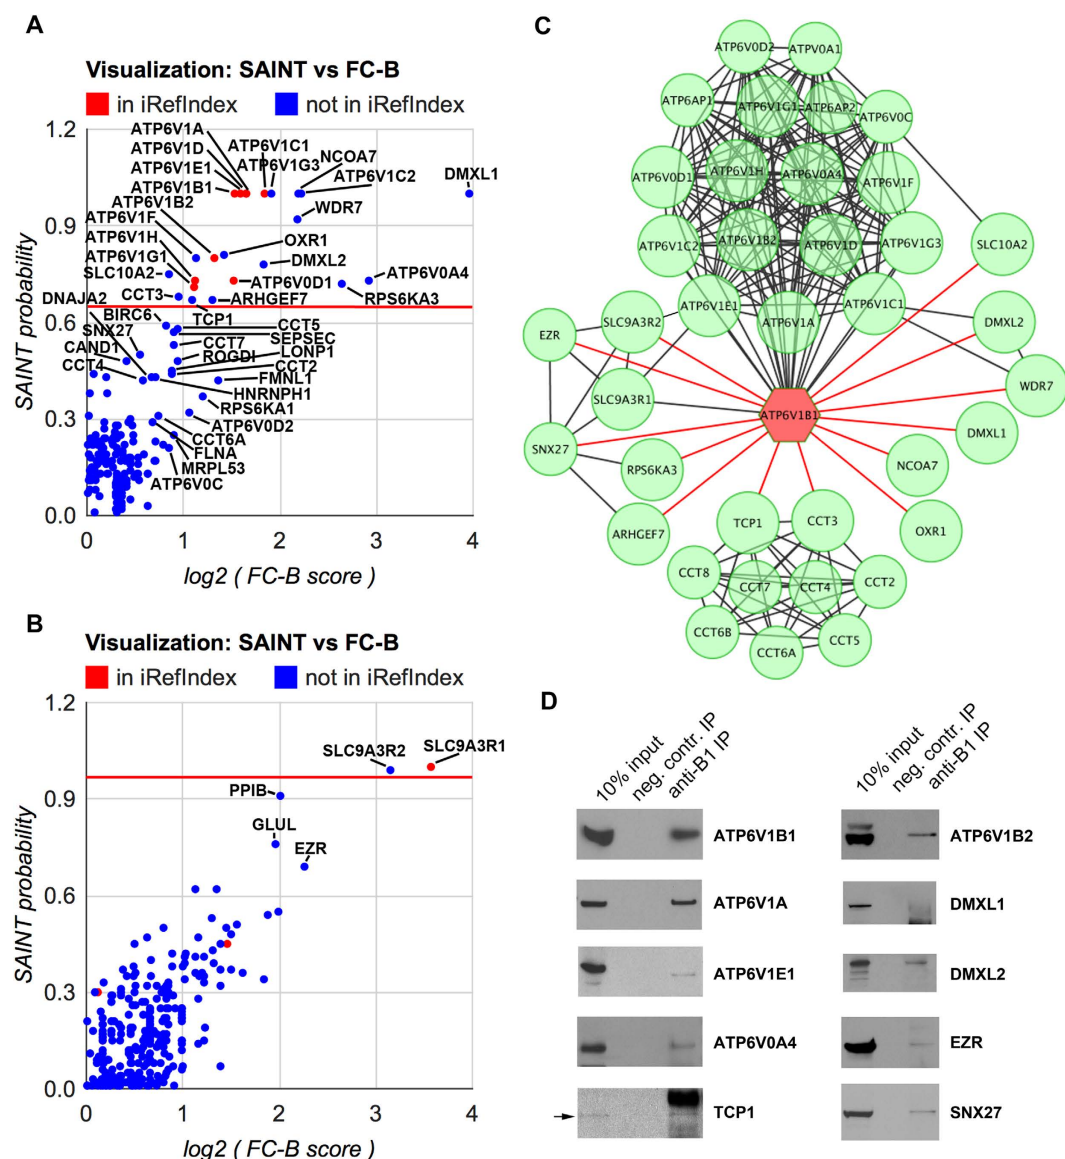 A
Visualization: SAINT vs FC-B
in iRefIndex
not in iRefIndex
SAINT probability
1.2
0.9
0.6
0.3
0.0
ATP6V1A
ATP6V1D
ATP6V1E1
ATP6V1B1
ATP6V1B2
ATP6V1F
ATP6V1H
ATP6V1G1
SLC10A2
DNAJA2
CCT3
BIRC6
SNX27
CAND1
CCT4
ATP6V1C1
ATP6V1G3
NCOA7
ATP6V1C2
DMXL1
WDR7
OXR1
DMXL2
ATP6V0A4
ATP6V0D1
RPS6KA3
ARHGEF7
TCP1
CCT5
SEPSEC
CCT7
ROGDI
LONP1
CCT2
FMNL1
HNRNPH1
RPS6KA1
ATP6V0D2
CCT6A
FLNA
MRPL53
ATP6V0C
0
1
2
3
4
log2 ( FC-B score )
B
Visualization: SAINT vs FC-B
in iRefIndex
not in iRefIndex
SAINT probability
1.2
0.9
0.6
0.3
0.0
SLC9A3R2
SLC9A3R1
PPIB
GLUL
EZR
0
1
2
3
4
log2 ( FC-B score )
C
ATP6V0D2
ATPV0A1
ATP6AP1
ATP6V1G1
ATP6AP2
ATP6V0C
ATP6V0D1
ATP6V1H
ATP6V0A4
ATP6V1F
ATP6V1C2
ATP6V1B2
ATP6V1D
ATP6V1G3
SLC10A2
ATP6V1E1
ATP6V1A
ATP6V1C1
EZR
SLC9A3R2
DMXL2
SLC9A3R1
WDR7
ATP6V1B1
SNX27
DMXL1
RPS6KA3
NCOA7
ARHGEF7
TCP1
CCT3
OXR1
CCT8
CCT7
CCT4
CCT2
CCT6B
CCT6A
CCT5
D
10% input
neg. contr. IP
anti-B1 IP
10% input
neg. contr. IP
anti-B1 IP
ATP6V1B1
ATP6V1A
ATP6V1E1
ATP6V0A4
TCP1
ATP6V1B2
DMXL1
DMXL2
EZR
SNX27